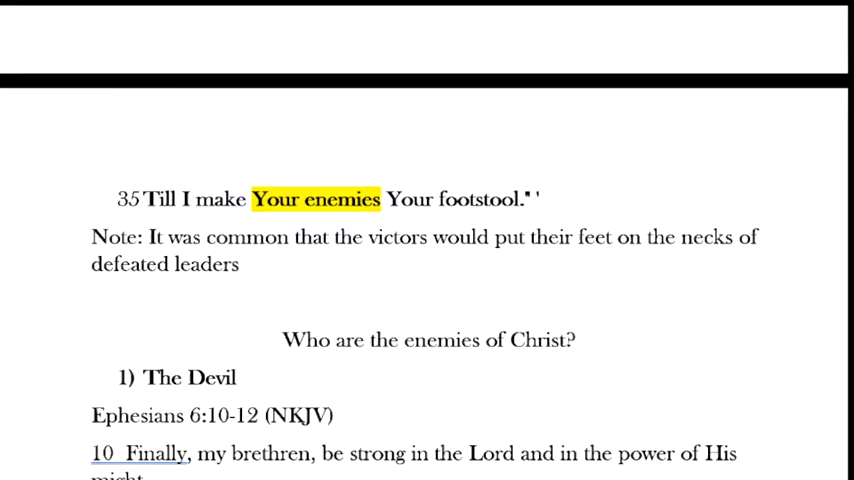 35 Till I make Your enemies Your footstool." '
Note: It was common that the victors would put their feet on the necks of
defeated leaders
Who are the enemies of Christ?
1) The Devil
Ephesians 6:10-12 (NKJV)
10 Finally, my brethren, be strong in the Lord and in the power of His
might